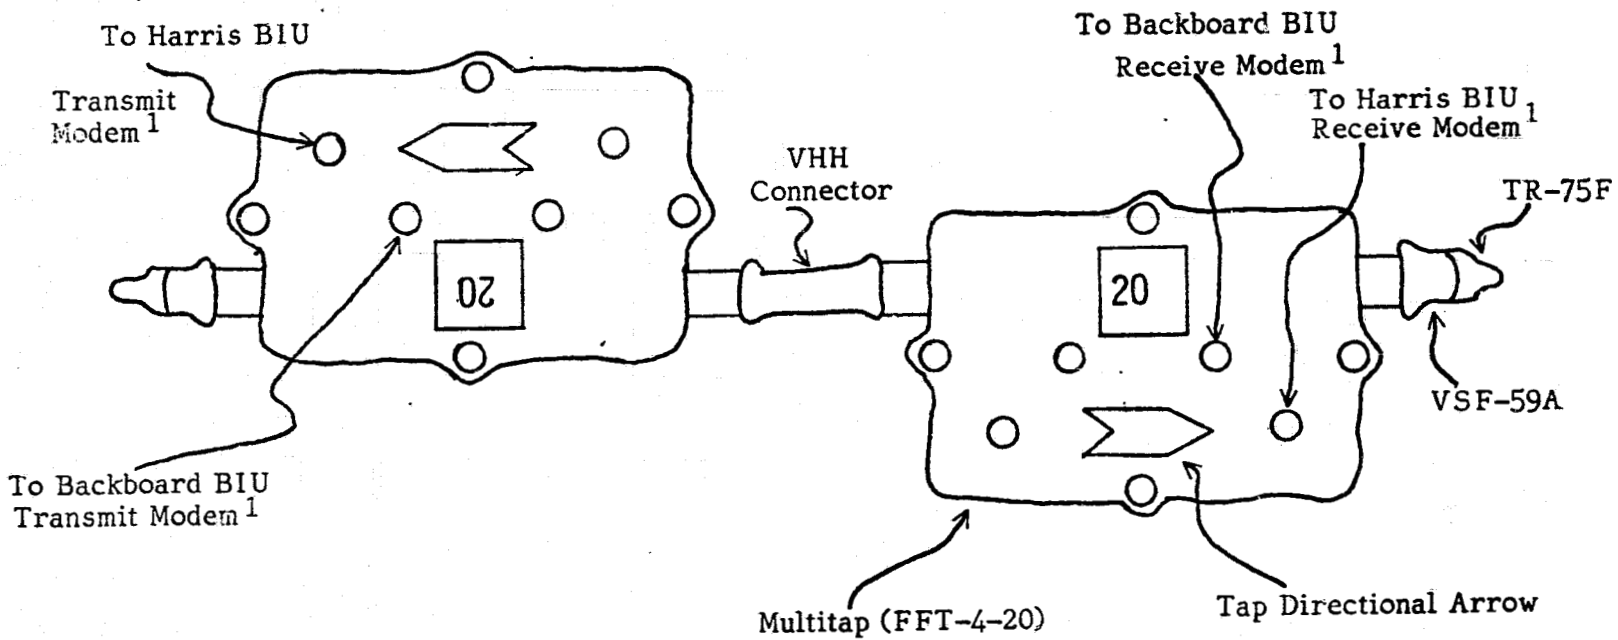 To Harris BIU
Transmit
Modem 1
To Backboard BIU
Receive Modem 1
To Harris BIU
Receive Modem 1
VHH
Connector
TR-75F
20
20
VSF-59A
To Backboard BIU
Transmit Modem 1
Multitap (FFT-4-20)
Tap Directional Arrow